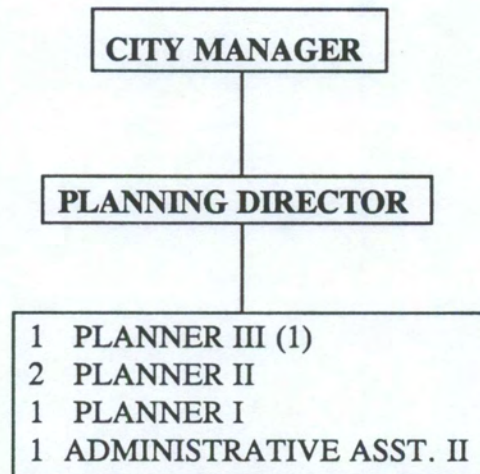 CITY MANAGER
PLANNING DIRECTOR
1 PLANNER III (1)
2 PLANNER II
1 PLANNER I
1 ADMINISTRATIVE ASST. II